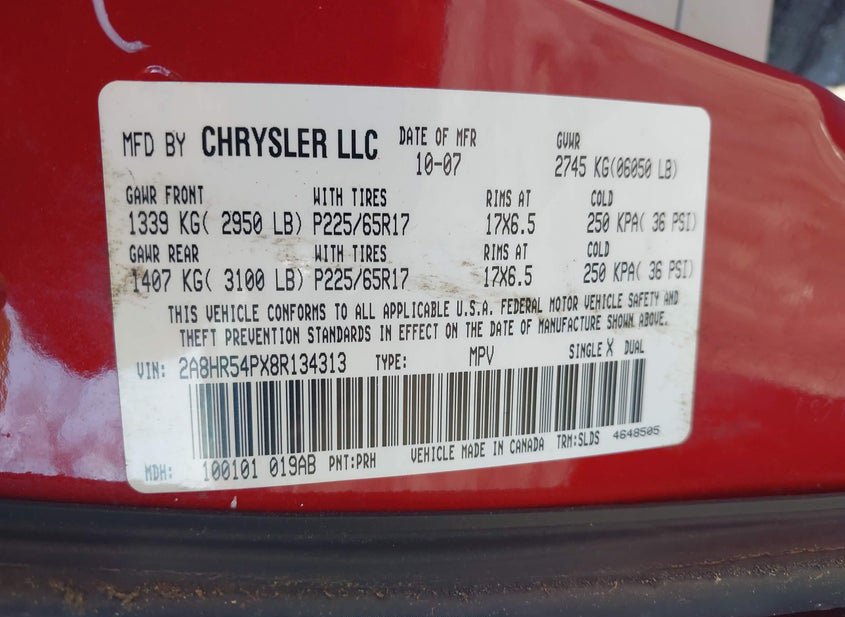 MFD BY CHRYSLER LLC DATE OF MFR 10-07 GVWR 2745 KG(06050 LB)
GAWR FRONT WITH TIRES RIMS AT COLD
1339 KG( 2950 LB) P225/65R17 17X6.5 250 KPA( 36 PSI)
GAWR REAR WITH TIRES RIMS AT COLD
1407 KG( 3100 LB) P225/65R17 17X6.5 250 KPA( 36 PSI)
THIS VEHICLE CONFORMS TO ALL APPLICABLE U.S.A. FEDERAL MOTOR VEHICLE SAFETY AND
THEFT PREVENTION STANDARDS IN EFFECT ON THE DATE OF MANUFACTURE SHOWN ABOVE.
VIN: 2A8HR54PX8R134313 TYPE: MPV SINGLE X DUAL
MDH: 100101 019AB PNT:PRH VEHICLE MADE IN CANADA TRM:SLDS 4648505